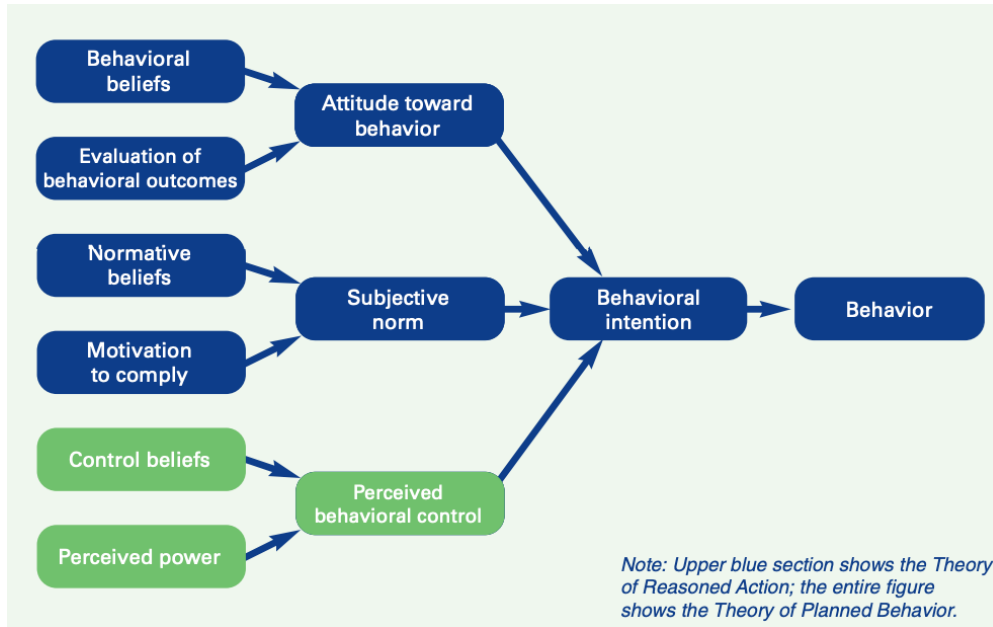 Behavioral
beliefs
Evaluation of
behavioral outcomes
Attitude toward
behavior
Normative
beliefs
Motivation
to comply
Subjective
norm
Behavioral
intention
Behavior
Control beliefs
Perceived power
Perceived
behavioral control
Note: Upper blue section shows the Theory
of Reasoned Action; the entire figure
shows the Theory of Planned Behavior.